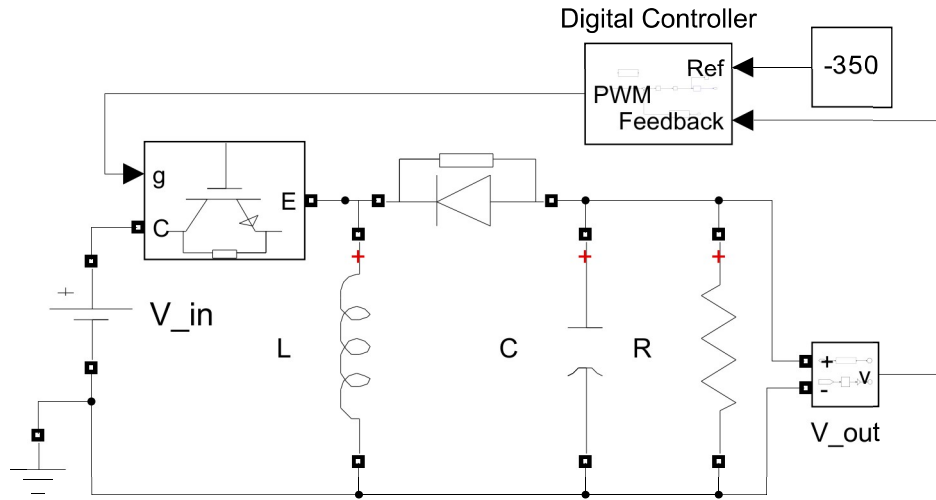 Digital Controller
Ref
-350
PWM
Feedback
g
E
C
+
V_in
+
+
+
L
C
R
+
v
-
V_out